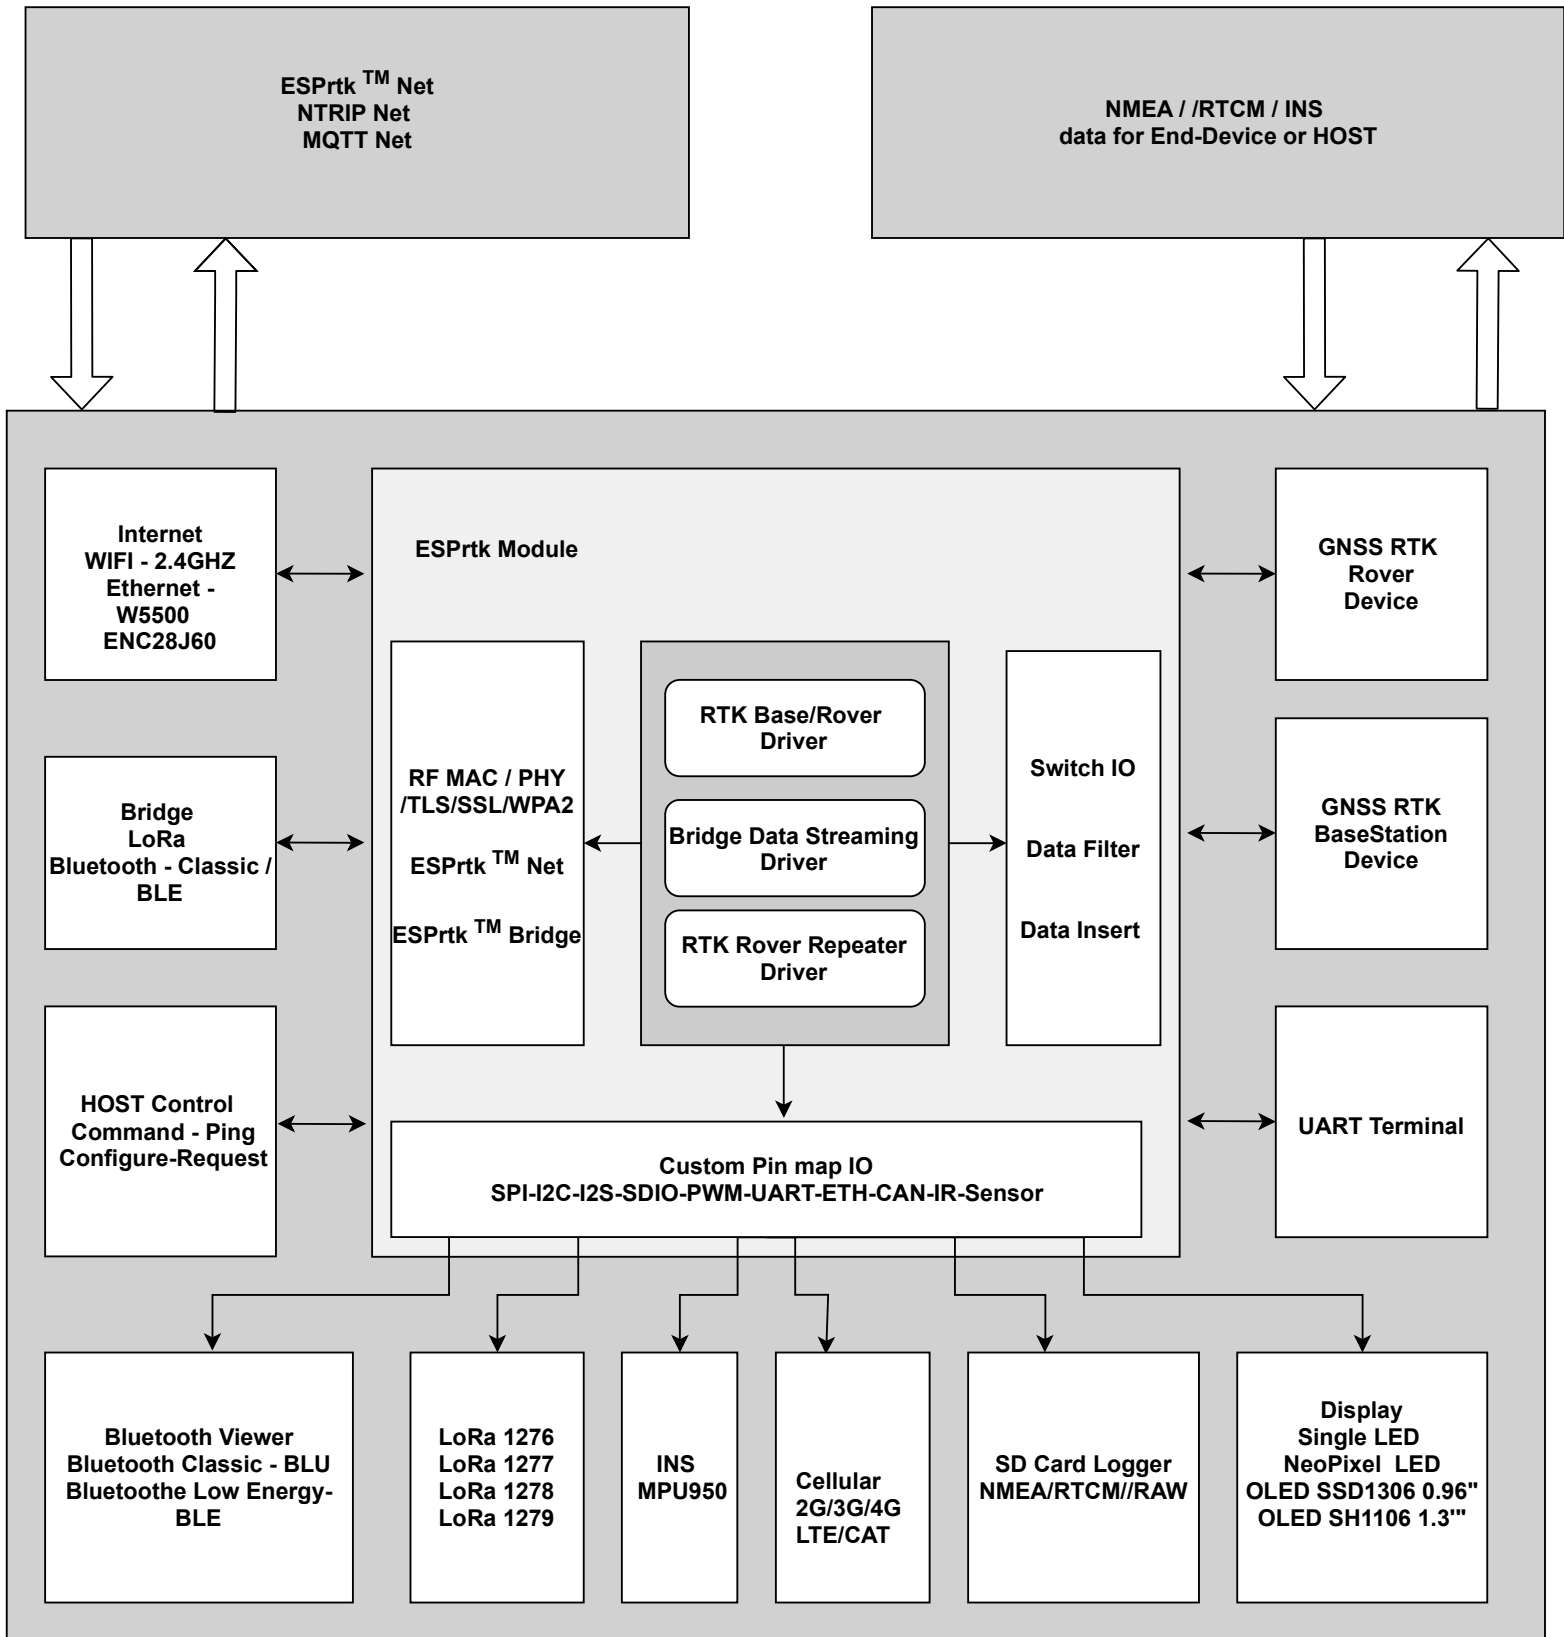 ESPrtk TM Net
NTRIP Net
MQTT Net
NMEA / /RTCM / INS
data for End-Device or HOST
Internet
WIFI - 2.4GHZ
Ethernet -
W5500
ENC28J60
ESPrtk Module
GNSS RTK
Rover
Device
RF MAC / PHY
/TLS/SSL/WPA2
ESPrtk TM Net
ESPrtk TM Bridge
RTK Base/Rover
Driver
Bridge Data Streaming
Driver
RTK Rover Repeater
Driver
Switch IO
Data Filter
Data Insert
Bridge
LoRa
Bluetooth - Classic /
BLE
GNSS RTK
BaseStation
Device
HOST Control
Command - Ping
Configure-Request
UART Terminal
Custom Pin map IO
SPI-I2C-I2S-SDIO-PWM-UART-ETH-CAN-IR-Sensor
Bluetooth Viewer
Bluetooth Classic - BLU
Bluetoothe Low Energy-
BLE
LoRa 1276
LoRa 1277
LoRa 1278
LoRa 1279
INS
MPU950
Cellular
2G/3G/4G
LTE/CAT
SD Card Logger
NMEA/RTCM//RAW
Display
Single LED
NeoPixel  LED
OLED SSD1306 0.96"
OLED SH1106 1.3'"